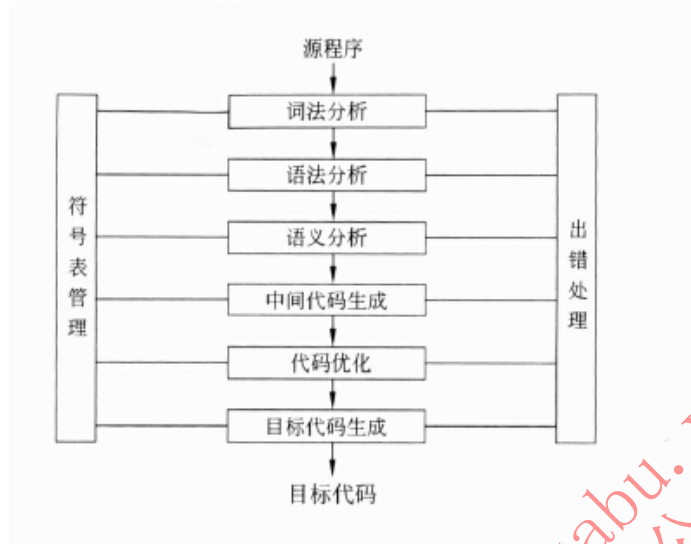 源程序
词法分析
语法分析
语义分析
中间代码生成
代码优化
目标代码生成
目标代码
符号表管理
出错处理